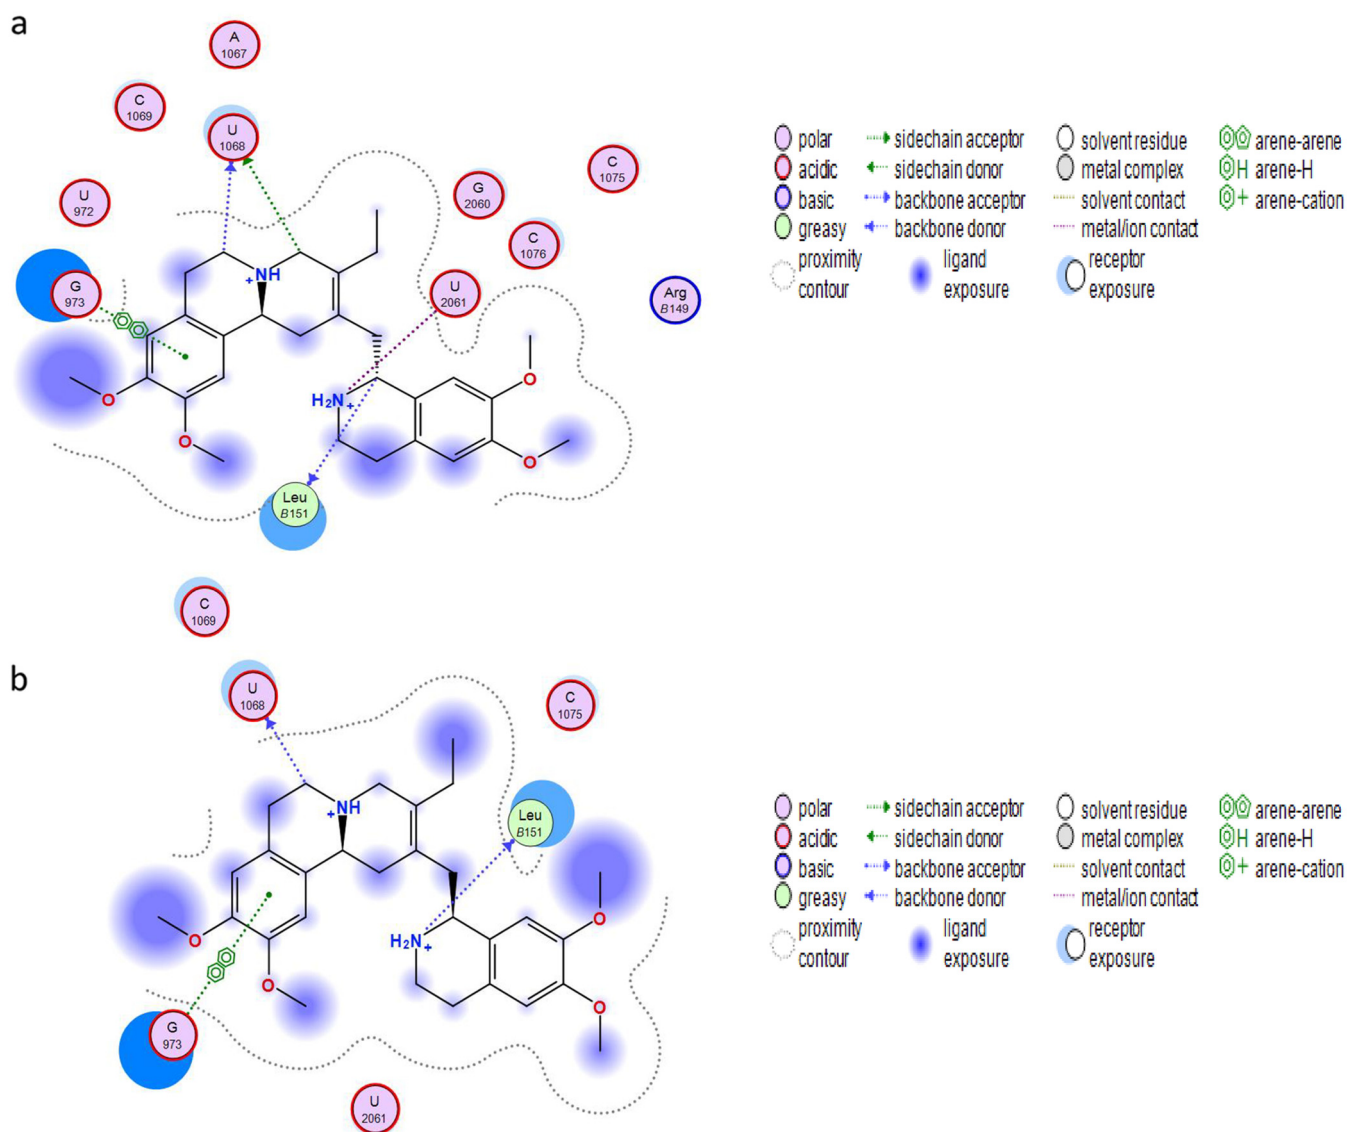 a
A
1067
C
1069
U
1068
U
972
G
973
G
2060
C
1075
C
1076
U
2061
Arg
B149
+NH
H₂N+
O
O
O
O
Leu
B151
polar
acidic
basic
greasy
proximity
contour
sidechain acceptor
sidechain donor
backbone acceptor
backbone donor
ligand
exposure
solvent residue
metal complex
solvent contact
metal/ion contact
receptor
exposure
arene-arene
H arene-H
+ arene-cation
b
C
1069
U
1068
C
1075
Leu
B151
+NH
H₂N+
O
O
O
O
G
973
U
2061
polar
acidic
basic
greasy
proximity
contour
sidechain acceptor
sidechain donor
backbone acceptor
backbone donor
ligand
exposure
solvent residue
metal complex
solvent contact
metal/ion contact
receptor
exposure
arene-arene
H arene-H
+ arene-cation